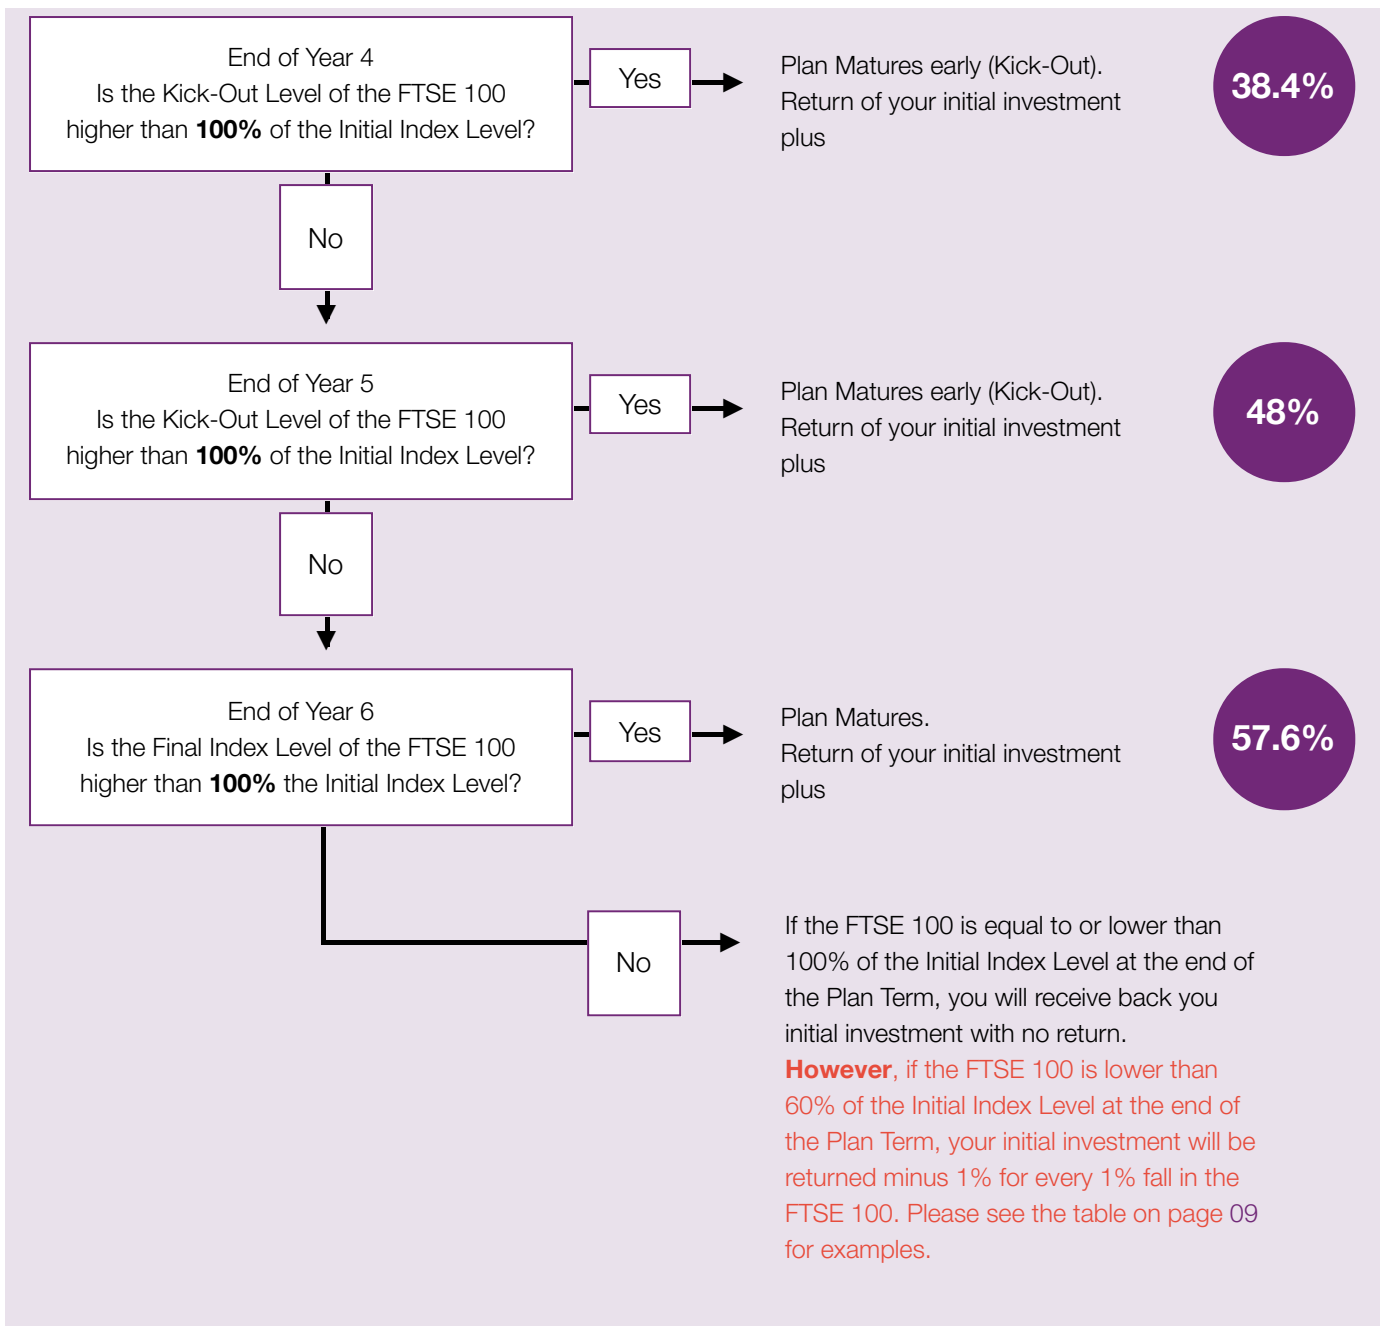 End of Year 4
Is the Kick-Out Level of the FTSE 100
higher than 100% of the Initial Index Level?
Yes
Plan Matures early (Kick-Out).
Return of your initial investment
plus
38.4%
No
End of Year 5
Is the Kick-Out Level of the FTSE 100
higher than 100% of the Initial Index Level?
Yes
Plan Matures early (Kick-Out).
Return of your initial investment
plus
48%
No
End of Year 6
Is the Final Index Level of the FTSE 100
higher than 100% the Initial Index Level?
Yes
Plan Matures.
Return of your initial investment
plus
57.6%
No
If the FTSE 100 is equal to or lower than
100% of the Initial Index Level at the end of
the Plan Term, you will receive back you
initial investment with no return.
However, if the FTSE 100 is lower than
60% of the Initial Index Level at the end of
the Plan Term, your initial investment will be
returned minus 1% for every 1% fall in the
FTSE 100. Please see the table on page 09
for examples.